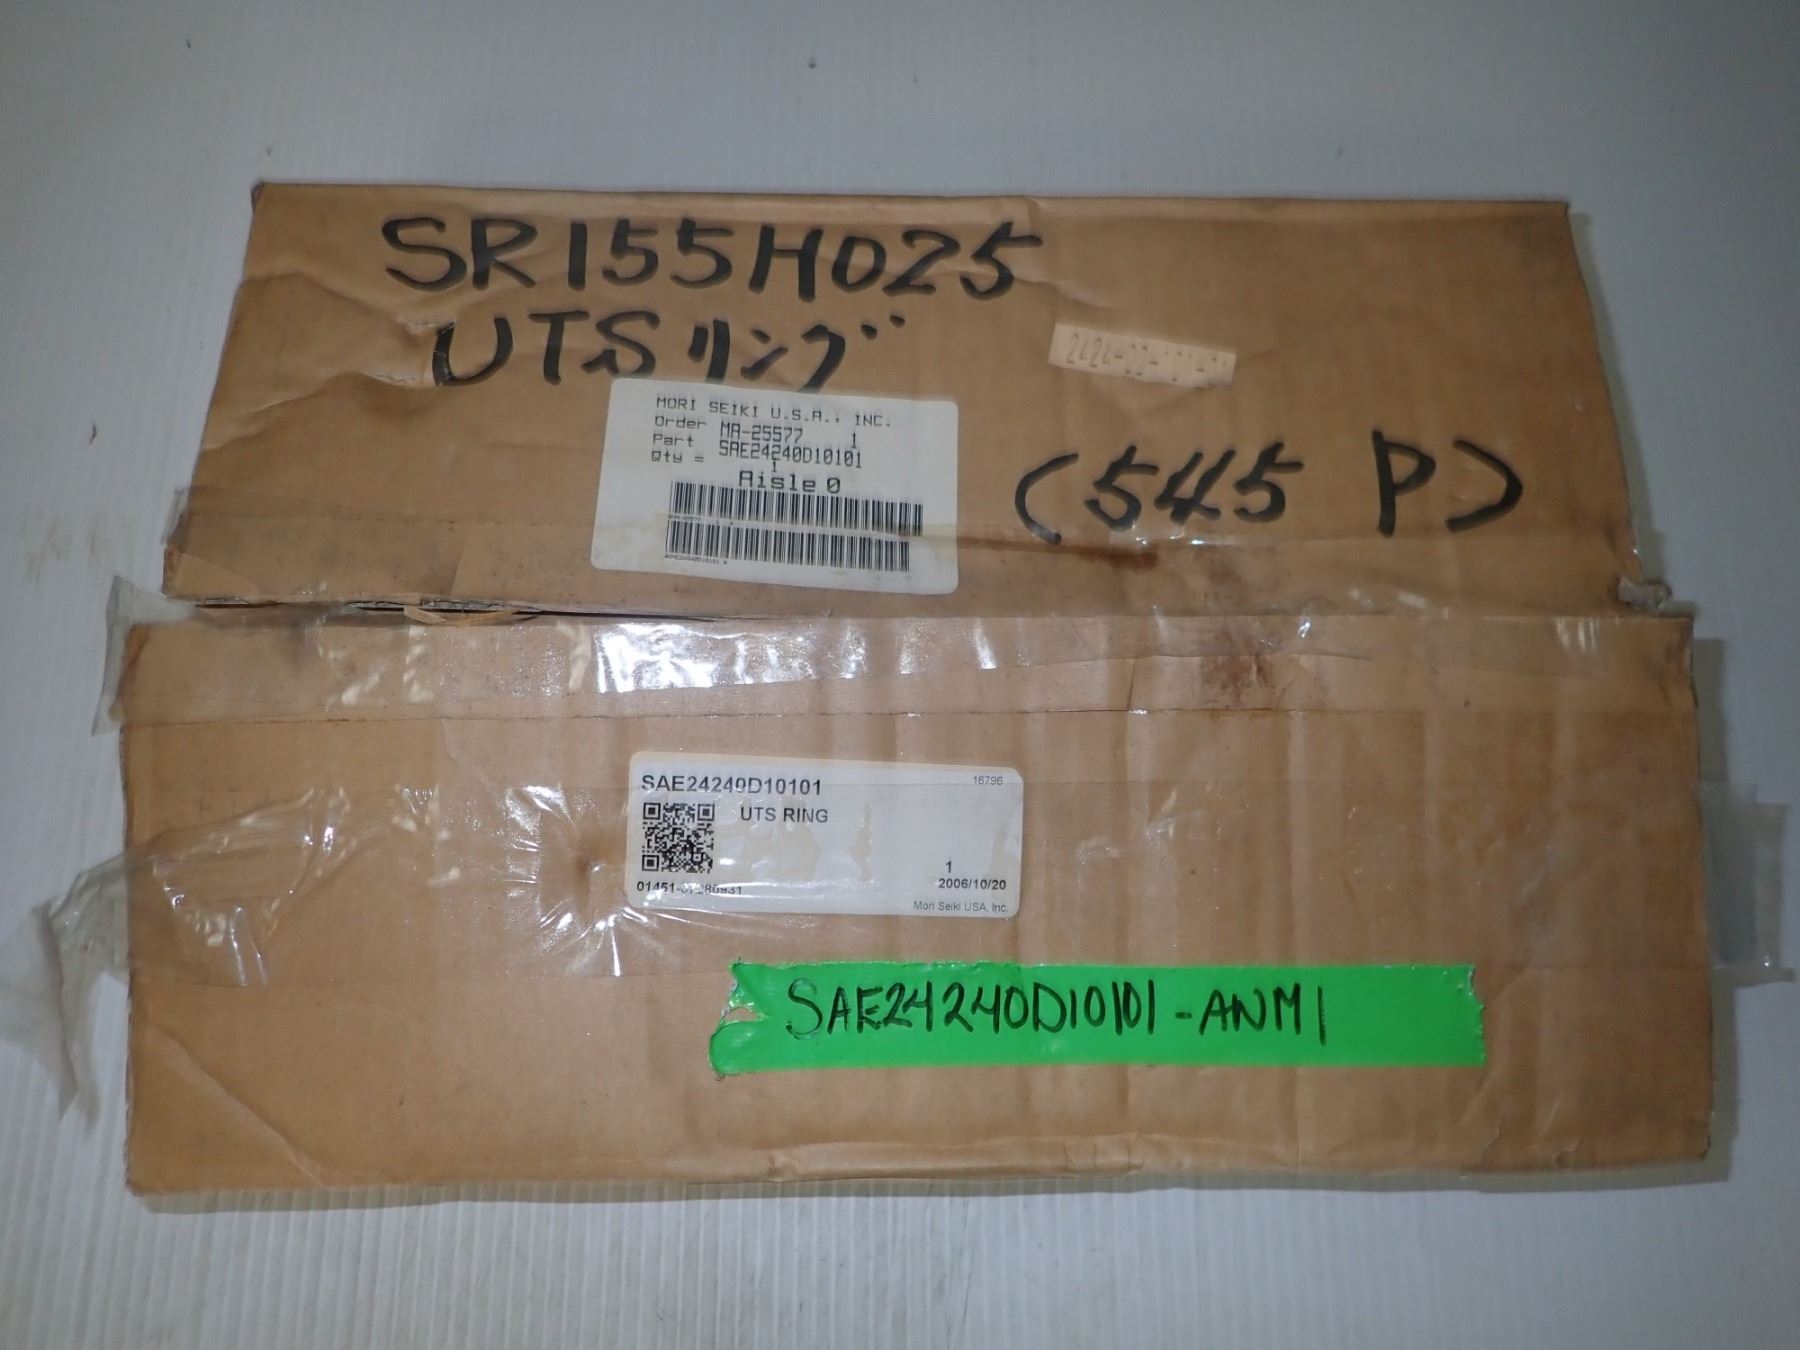 SR155H025
UTSリング
MORI SEIKI U.S.A., INC.
Order MA-25577 1
Part SAE24240D10101
Qty = 1
Aisle 0
(545 P)
SAE24240D10101
16796
UTS RING
1
2006/10/20
Mori Seiki USA, Inc.
SAE24240D10101-ANM1